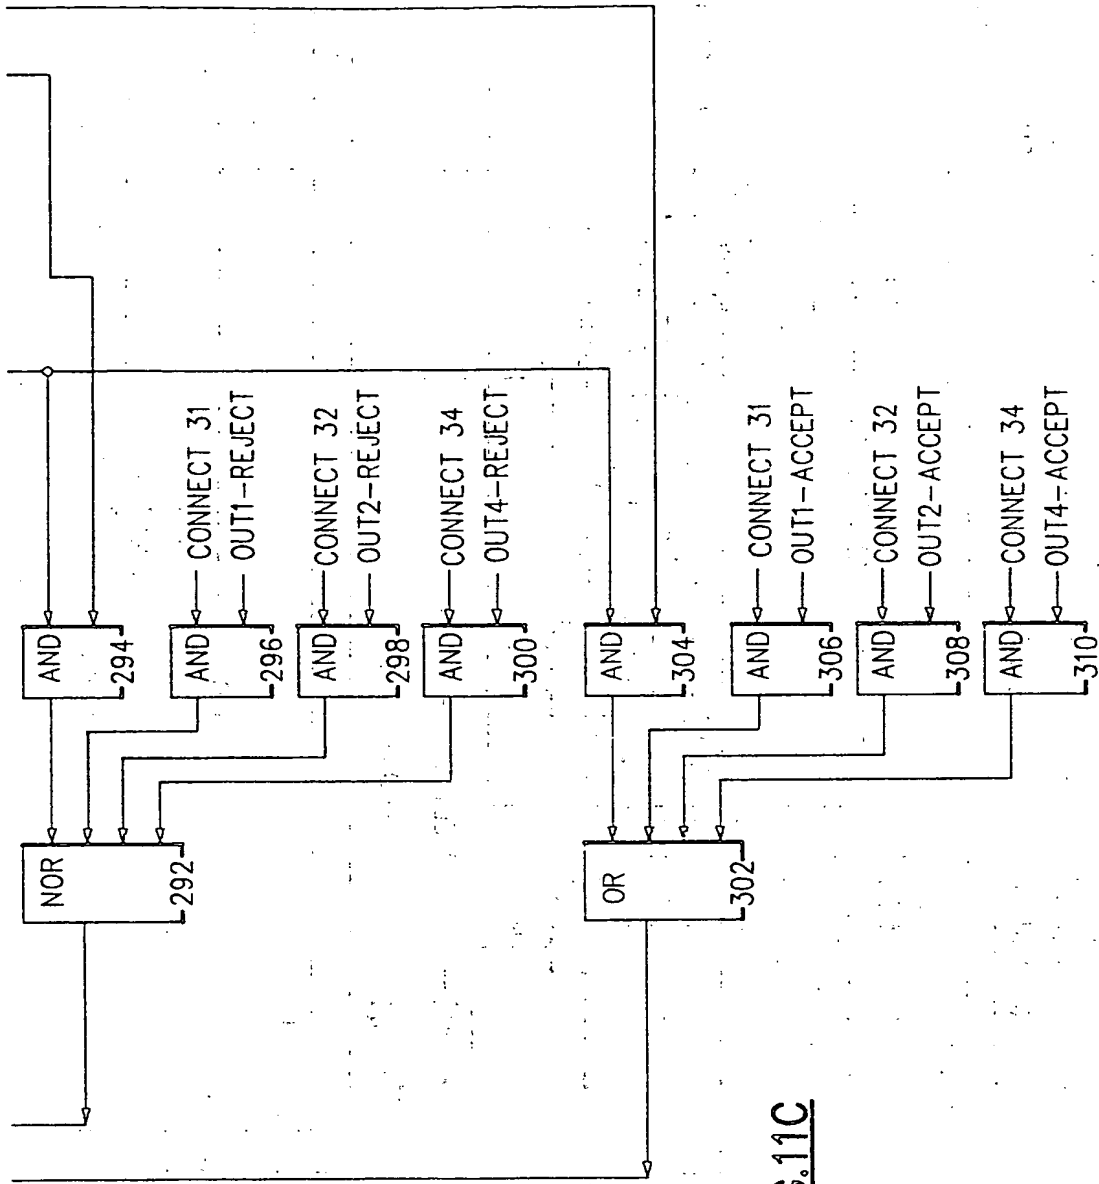 AND
294
CONNECT 31
OUT1-REJECT
AND
296
CONNECT 32
OUT2-REJECT
AND
298
CONNECT 34
OUT4-REJECT
AND
300
NOR
292
AND
304
CONNECT 31
OUT1-ACCEPT
AND
306
CONNECT 32
OUT2-ACCEPT
AND
308
CONNECT 34
OUT4-ACCEPT
AND
310
OR
302
.11C